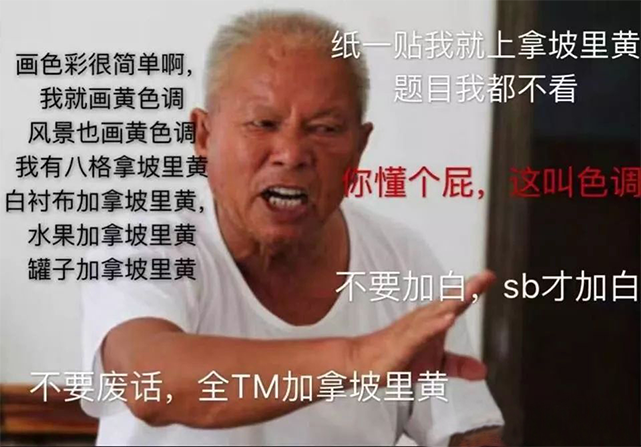 画色彩很简单啊，
我就画黄色调
风景也画黄色调
我有八格拿坡里黄
白衬布加拿坡里黄，
水果加拿坡里黄
罐子加拿坡里黄
纸一贴我就上拿坡里黄
题目我都不看
你懂个屁，这叫色调
不要加白，sb才加白
不要废话，全TM加拿坡里黄